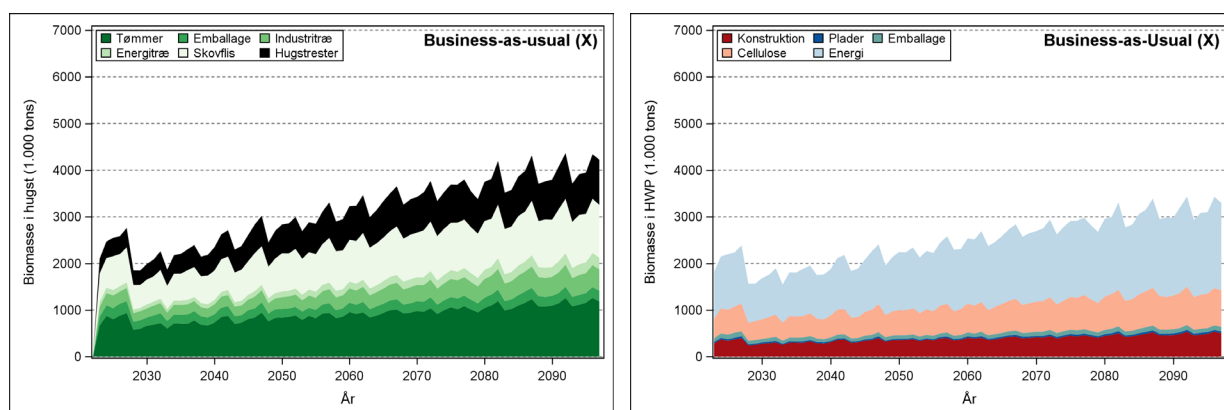 Business-as-usual (X)
Tømmer Emballage Industritræ
Energitræ Skovflis Hugstrester
Biomasse i hugst (1.000 tons)
7000
6000
5000
4000
3000
2000
1000
0
2030 2040 2050 2060 2070 2080 2090
År
Business-as-Usual (X)
Konstruktion Plader Emballage
Cellulose Energi
Biomasse i HWP (1.000 tons)
7000
6000
5000
4000
3000
2000
1000
0
2030 2040 2050 2060 2070 2080 2090
År